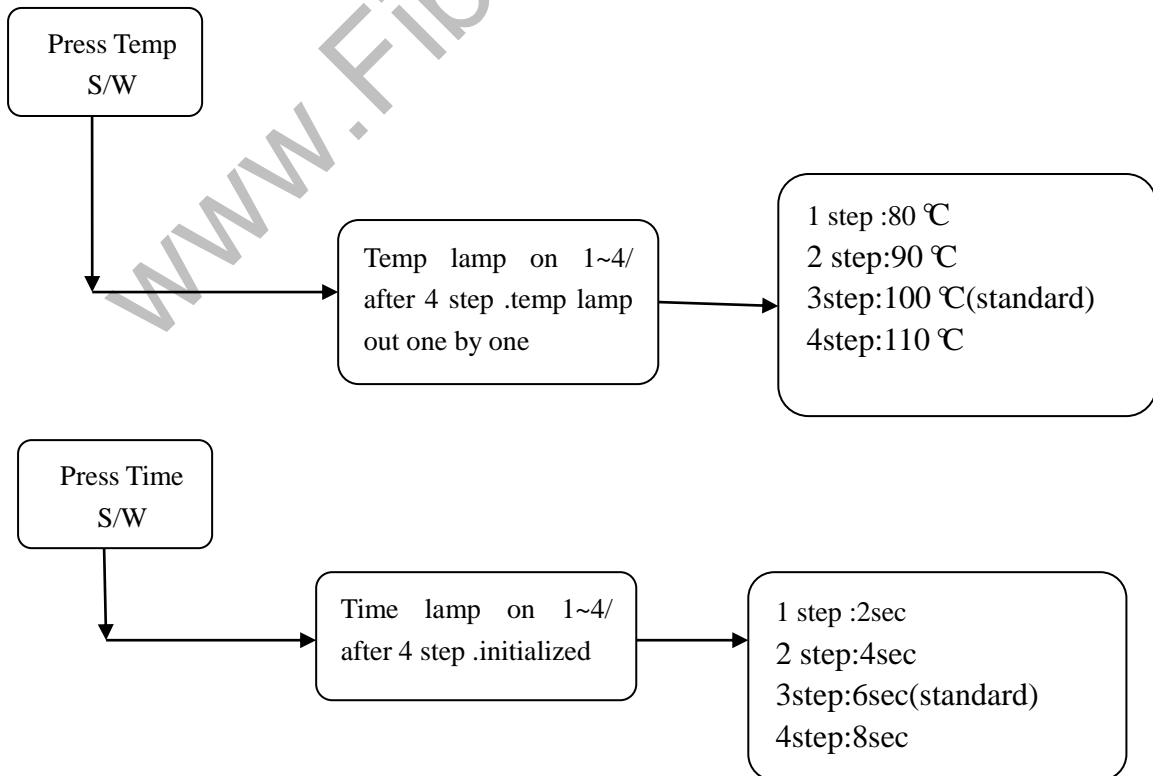 www.Fib
Press Temp
S/W
Temp lamp on 1~4/
after 4 step .temp lamp
out one by one
1 step :80 ℃
2 step:90 ℃
3step:100 ℃(standard)
4step:110 ℃
Press Time
S/W
Time lamp on 1~4/
after 4 step .initialized
1 step :2sec
2 step:4sec
3step:6sec(standard)
4step:8sec